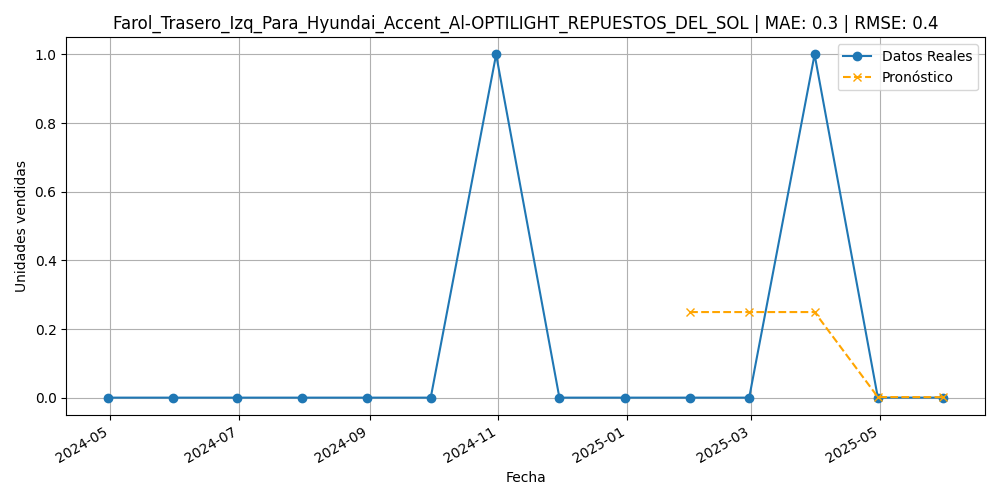 Farol_Trasero_Izq_Para_Hyundai_Accent_Al-OPTILIGHT_REPUESTOS_DEL_SOL | MAE: 0.3 | RMSE: 0.4
Datos Reales
Pronóstico
Unidades vendidas
1.0
0.8
0.6
0.4
0.2
0.0
2024-05
2024-07
2024-09
2024-11
2025-01
2025-03
2025-05
Fecha